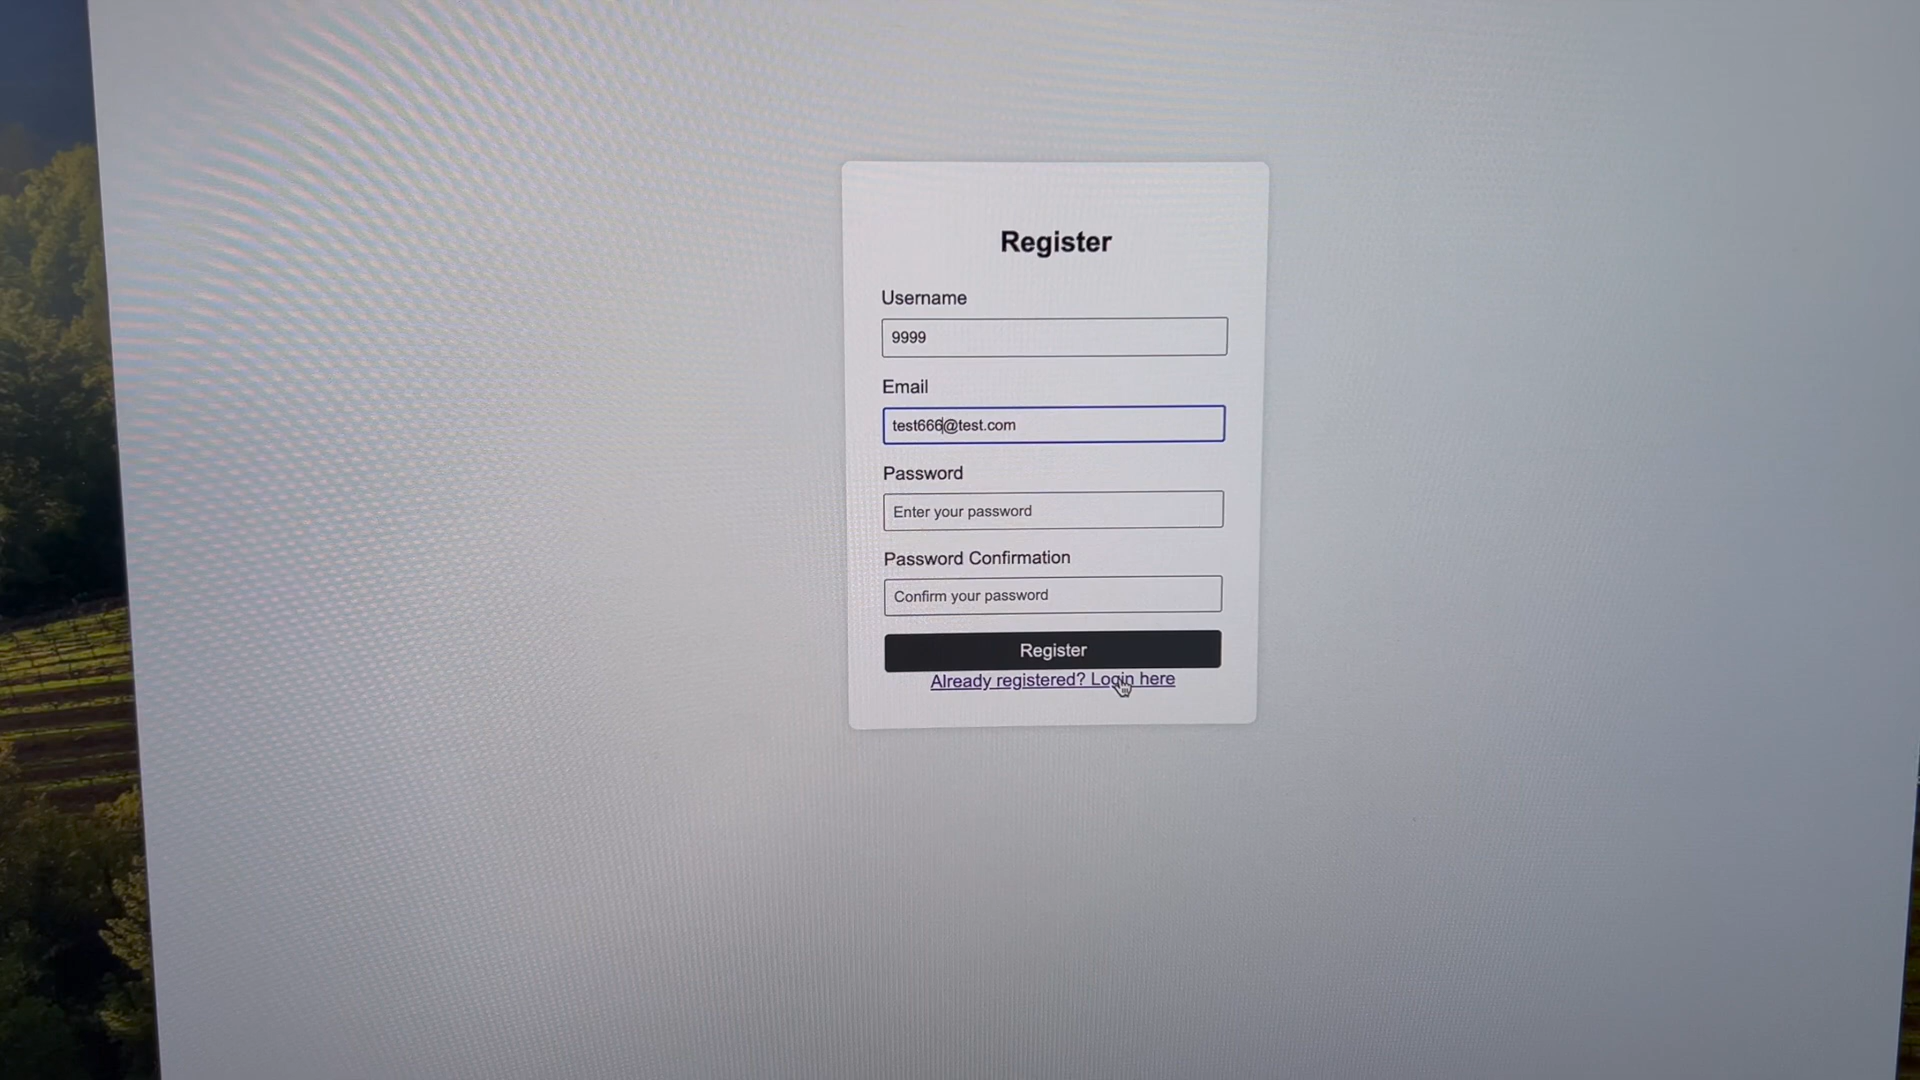 Register
Username
9999
Email
test666@test.com
Password
Enter your password
Password Confirmation
Confirm your password
Register
Already registered? Login here